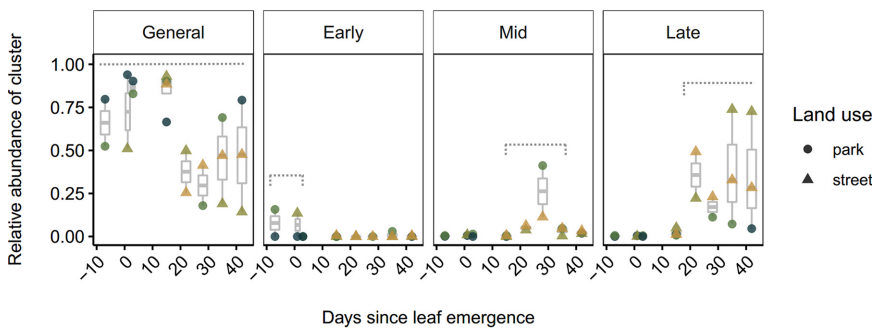 General Early Mid Late
Relative abundance of cluster
1.00
0.75
0.50
0.25
0.00
−10 0 10 20 30 40 −10 0 10 20 30 40 −10 0 10 20 30 40 −10 0 10 20 30 40
Days since leaf emergence
Land use
park
street